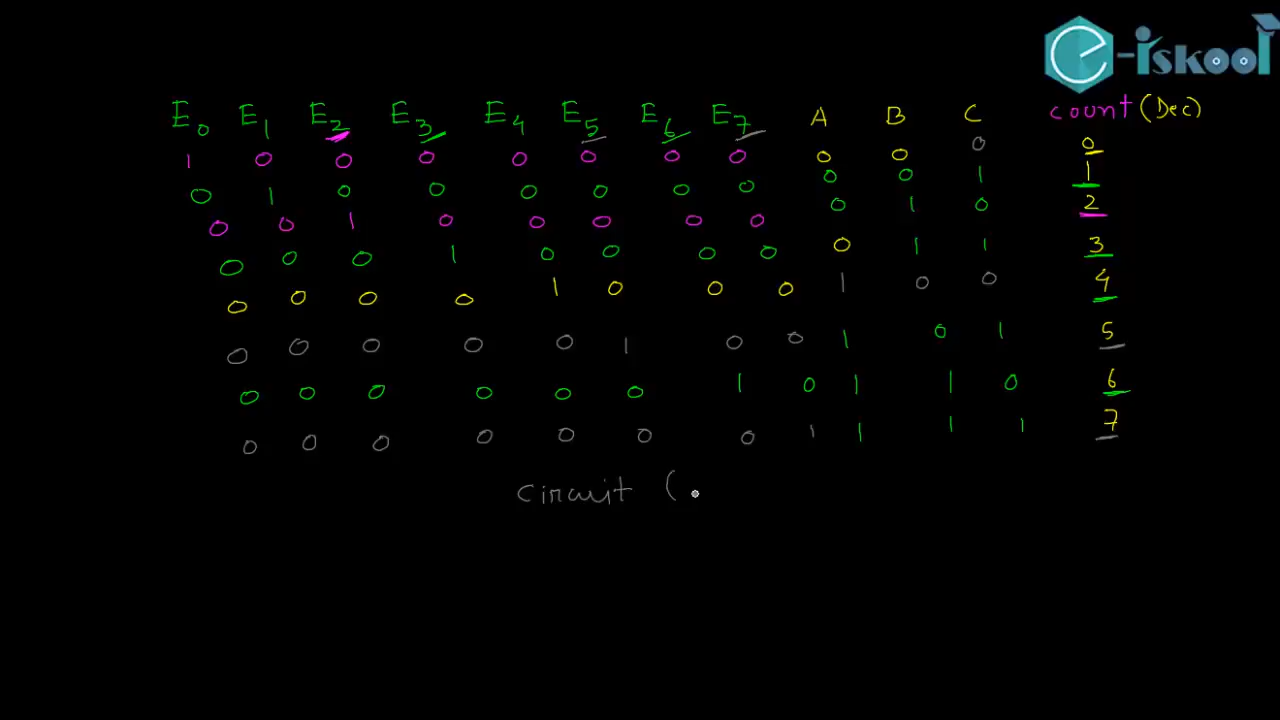 e-iskool
E0 E1 E2 E3 E4 E5 E6 E7 A B C count (Dec)
1 0 0 0 0 0 0 0 0 0 0 0
0 1 0 0 0 0 0 0 0 0 1 1
0 0 1 0 0 0 0 0 0 1 0 2
0 0 0 1 0 0 0 0 0 1 1 3
0 0 0 0 1 0 0 0 1 0 0 4
0 0 0 0 0 1 0 0 1 0 1 5
0 0 0 0 0 0 1 0 1 1 0 6
0 0 0 0 0 0 0 1 1 1 1 7
circuit (